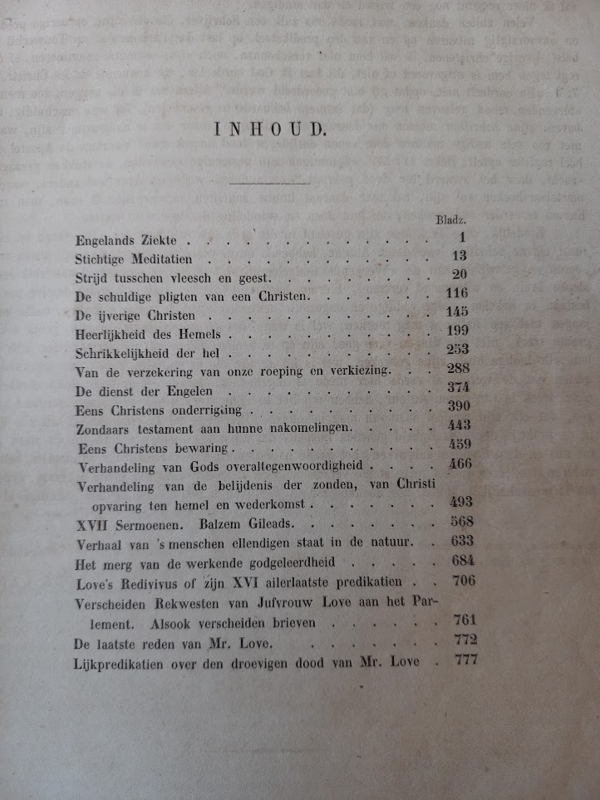 INHOUD.
Bladz.
Engelands Ziekte . . . . . . . . . . . . . 1
Stichtige Meditatien . . . . . . . . . . . . 13
Strijd tusschen vleesch en geest. . . . . . . . . 20
De schuldige pligten van een Christen. . . . . . . 116
De ijverige Christen . . . . . . . . . . . . 145
Heerlijkheid des Hemels . . . . . . . . . . . 199
Schrikkelijkheid der hel . . . . . . . . . . . 253
Van de verzekering van onze roeping en verkiezing. . . 288
De dienst der Engelen . . . . . . . . . . . 374
Eens Christens onderrigting . . . . . . . . . . 390
Zondaars testament aan hunne nakomelingen. . . . . 443
Eens Christens bewaring . . . . . . . . . . . 459
Verhandeling van Gods overaltegenwoordigheid . . . . 466
Verhandeling van de belijdenis der zonden, van Christi
opvaring ten hemel en wederkomst . . . . . . . 493
XVII Sermoenen. Balzem Gileads. . . . . . . . 568
Verhaal van 's menschen ellendigen staat in de natuur. . 633
Het merg van de werkende godgeleerdheid . . . . . 684
Love's Redivivus of zijn XVI ailerlaatste predikatien . . 706
Verscheiden Rekwesten van Jufvrouw Love aan het Par-
lement. Alsook verscheiden brieven . . . . . . 761
De laatste reden van Mr. Love. . . . . . . . 772
Lijkpredikatien over den droevigen dood van Mr. Love . 777